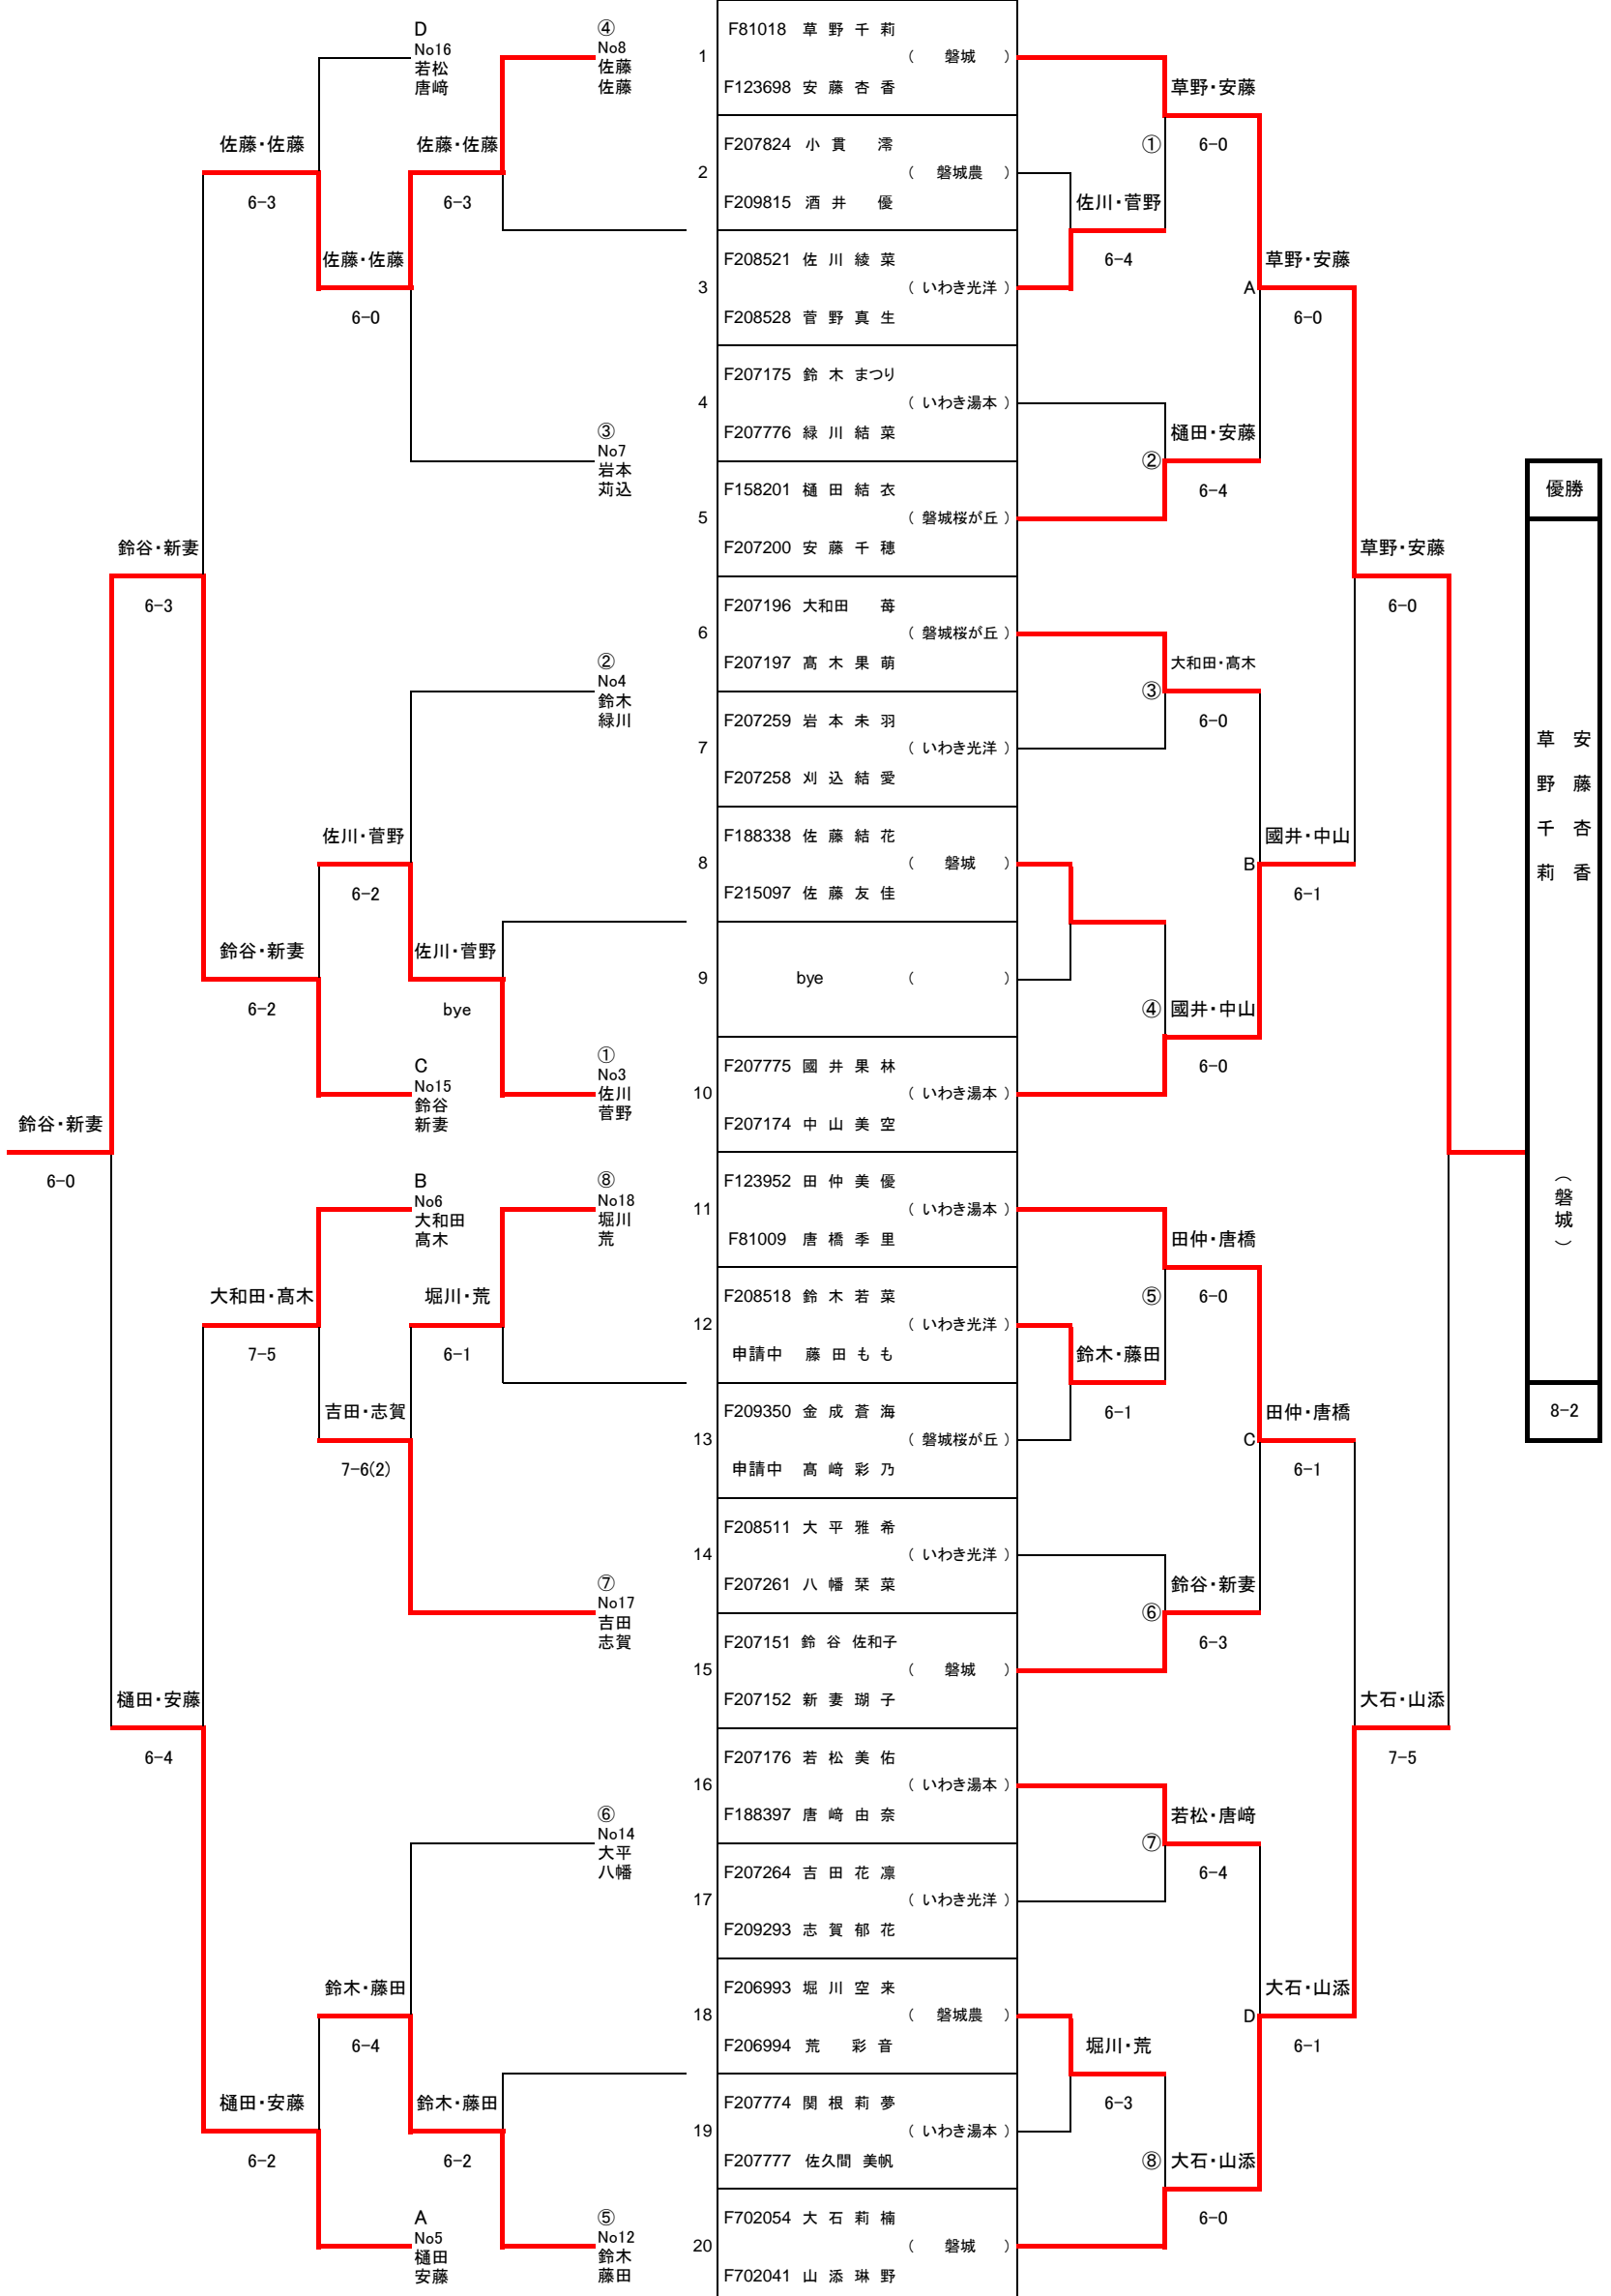 D
No16
若松
唐﨑
④
No8
佐藤
佐藤
佐藤・佐藤
6-3
佐藤・佐藤
6-3
佐藤・佐藤
6-0
③
No7
岩本
苅込
鈴谷・新妻
6-3
②
No4
鈴木
緑川
佐川・菅野
6-2
鈴谷・新妻
6-2
佐川・菅野
bye
C
No15
鈴谷
新妻
①
No3
佐川
菅野
鈴谷・新妻
6-0
B
No6
大和田
髙木
⑧
No18
堀川
荒
大和田・髙木
7-5
堀川・荒
6-1
吉田・志賀
7-6(2)
⑦
No17
吉田
志賀
樋田・安藤
6-4
⑥
No14
大平
八幡
鈴木・藤田
6-4
樋田・安藤
6-2
鈴木・藤田
6-2
A
No5
樋田
安藤
⑤
No12
鈴木
藤田
F81018 草野千莉
1 （ 磐城 ）
F123698 安藤杏香
F207824 小貫 澪
2 （ 磐城農 ）
F209815 酒井 優
F208521 佐川綾菜
3 （ いわき光洋 ）
F208528 菅野真生
F207175 鈴木 まつり
4 （ いわき湯本 ）
F207776 緑川結菜
F158201 樋田結衣
5 （ 磐城桜が丘 ）
F207200 安藤千穂
F207196 大和田 苺
6 （ 磐城桜が丘 ）
F207197 髙木果萌
F207259 岩本未羽
7 （ いわき光洋 ）
F207258 刈込結愛
F188338 佐藤結花
8 （ 磐城 ）
F215097 佐藤友佳
9 bye （ ）
F207775 國井果林
10 （ いわき湯本 ）
F207174 中山美空
F123952 田仲美優
11 （ いわき湯本 ）
F81009 唐橋季里
F208518 鈴木若菜
12 （ いわき光洋 ）
申請中 藤田もも
F209350 金成蒼海
13 （ 磐城桜が丘 ）
申請中 髙﨑彩乃
F208511 大平雅希
14 （ いわき光洋 ）
F207261 八幡栞菜
F207151 鈴谷 佐和子
15 （ 磐城 ）
F207152 新妻瑚子
F207176 若松美佑
16 （ いわき湯本 ）
F188397 唐﨑由奈
F207264 吉田花凛
17 （ いわき光洋 ）
F209293 志賀郁花
F206993 堀川空来
18 （ 磐城農 ）
F206994 荒 彩音
F207774 関根莉夢
19 （ いわき湯本 ）
F207777 佐久間 美帆
F702054 大石莉楠
20 （ 磐城 ）
F702041 山添琳野
草野・安藤
① 6-0
佐川・菅野
6-4
草野・安藤
A
6-0
樋田・安藤
②
6-4
草野・安藤
6-0
大和田・髙木
③
6-0
國井・中山
B
6-1
④ 國井・中山
6-0
田仲・唐橋
⑤ 6-0
鈴木・藤田
6-1
田仲・唐橋
C
6-1
鈴谷・新妻
⑥
6-3
大石・山添
7-5
若松・唐﨑
⑦
6-4
大石・山添
D
6-1
堀川・荒
6-3
⑧ 大石・山添
6-0
優勝
草野千莉
安藤杏香
（磐城）
8-2